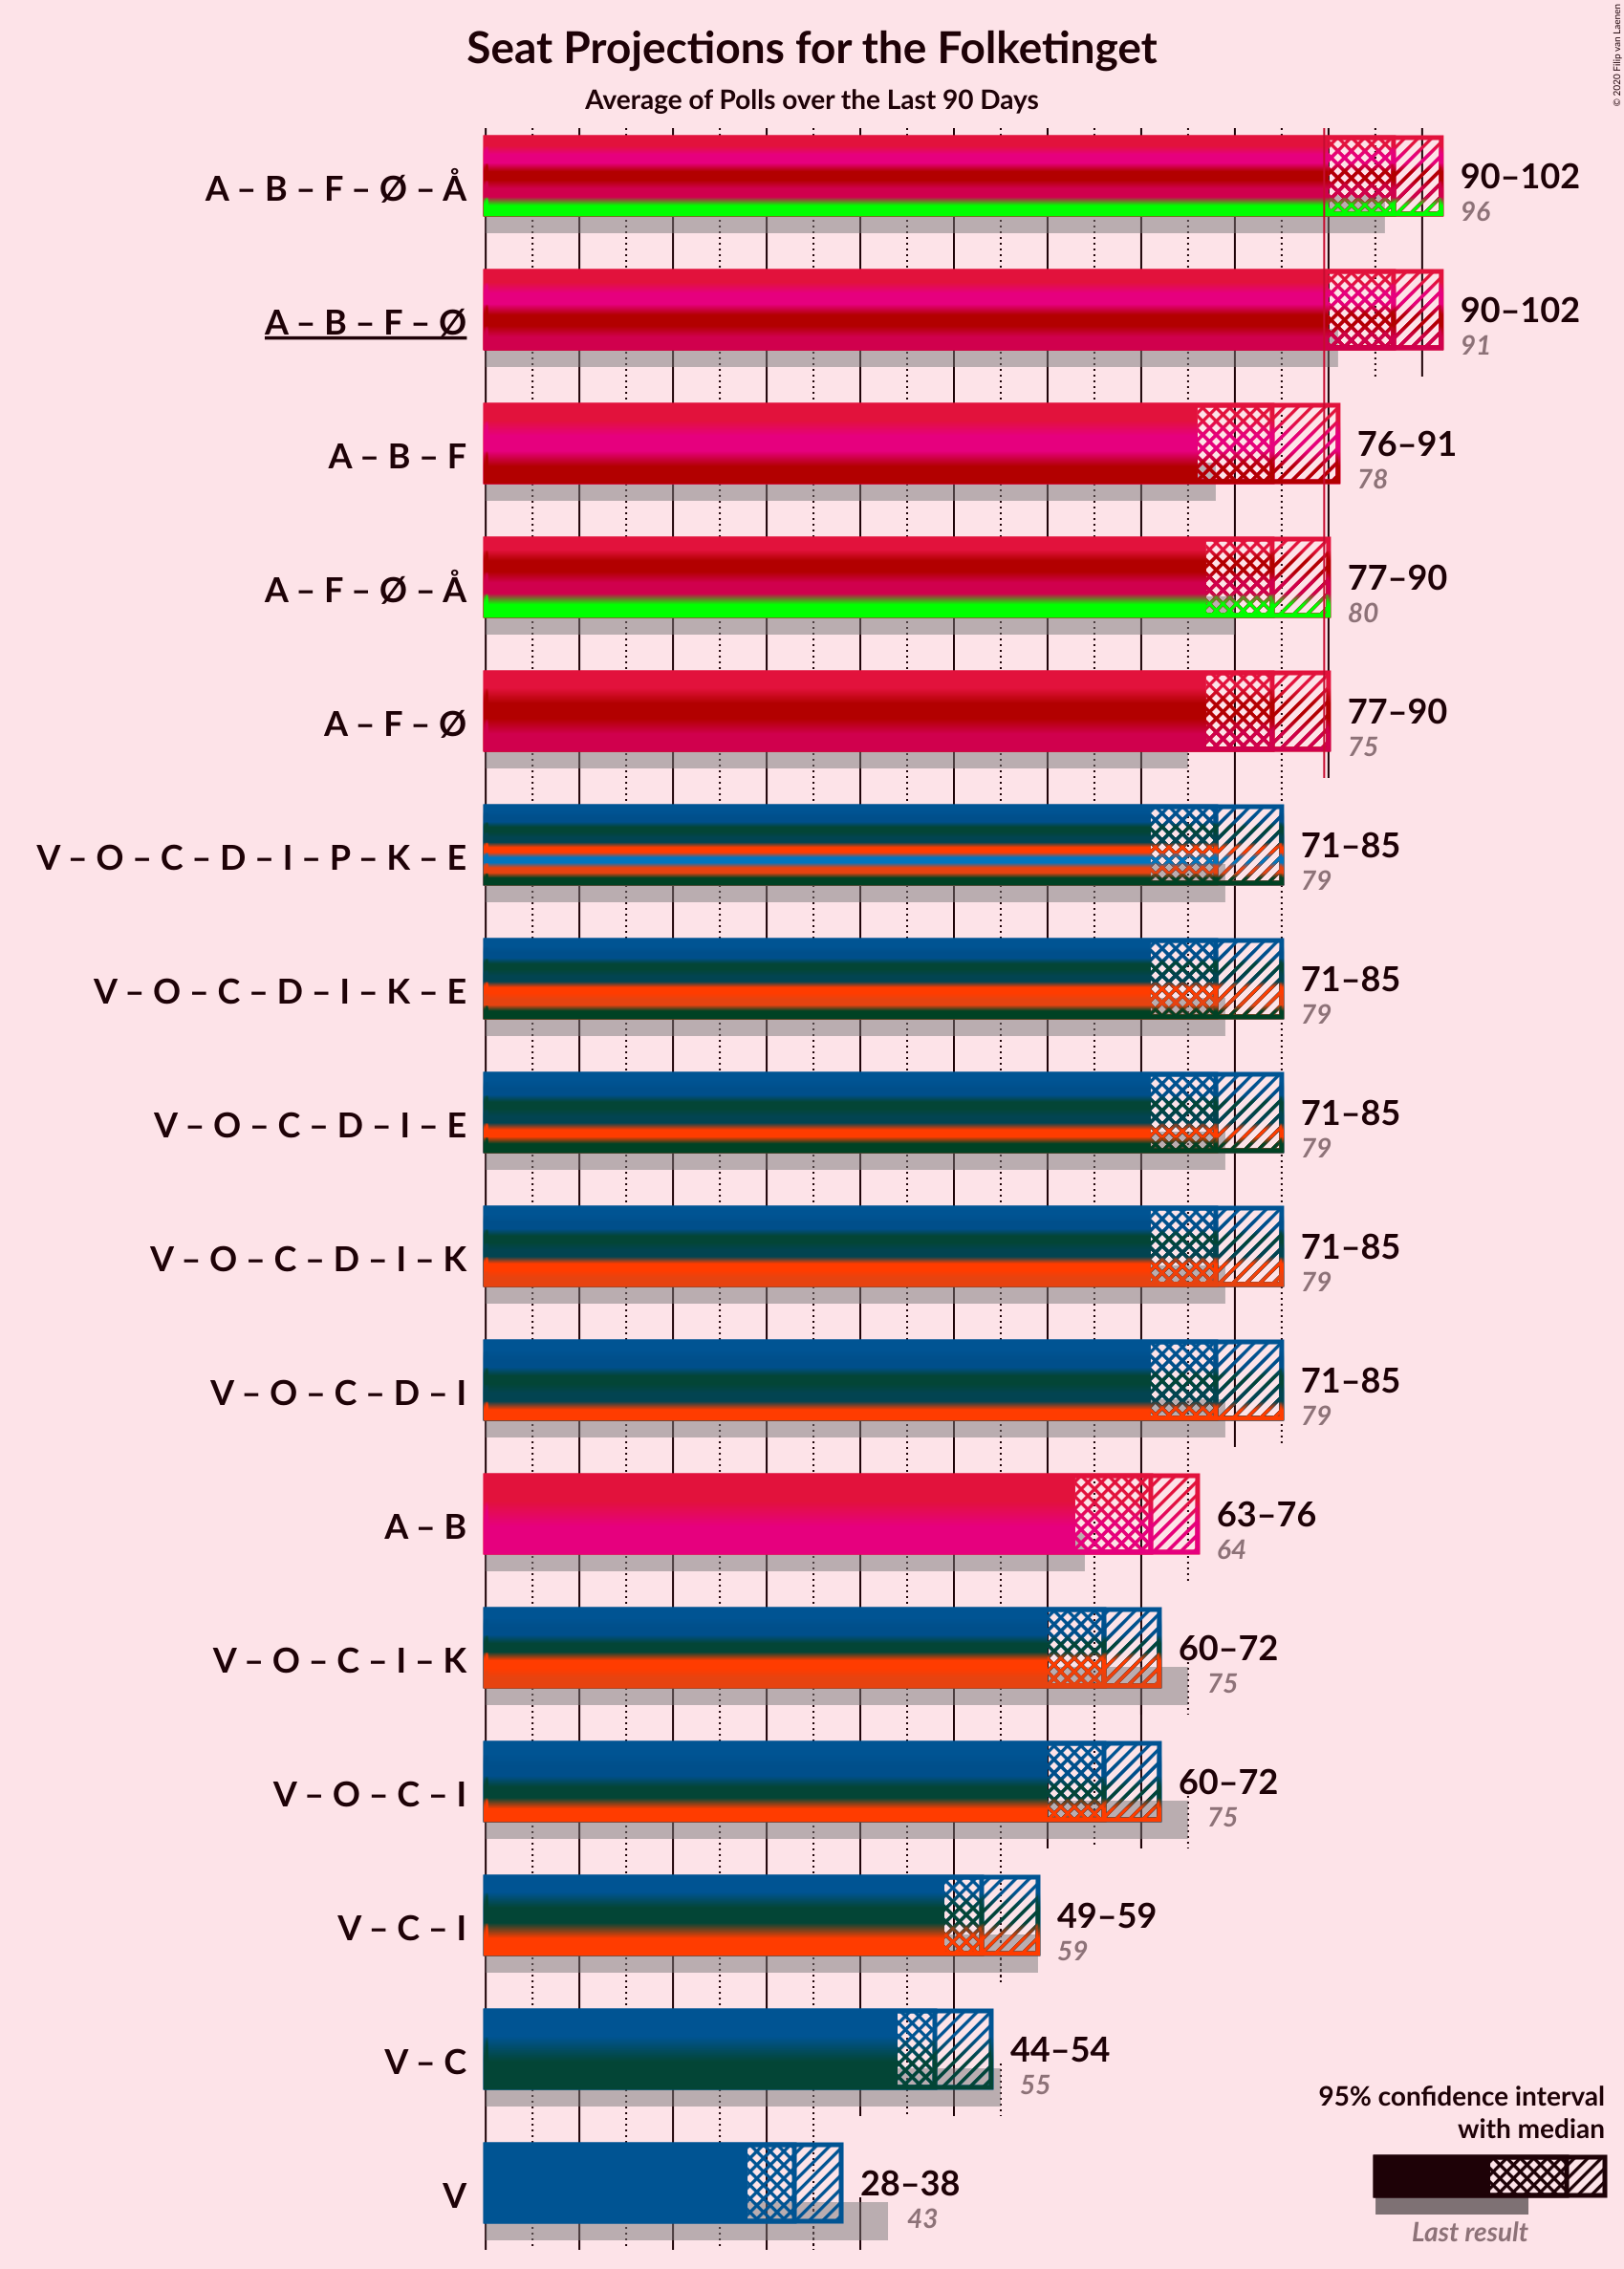 Seat Projections for the Folketinget
Average of Polls over the Last 90 Days
© 2020 Filip van Laenen
A – B – F – Ø – Å
90–102
96
A – B – F – Ø
90–102
91
A – B – F
76–91
78
A – F – Ø – Å
77–90
80
A – F – Ø
77–90
75
V – O – C – D – I – P – K – E
71–85
79
V – O – C – D – I – K – E
71–85
79
V – O – C – D – I – E
71–85
79
V – O – C – D – I – K
71–85
79
V – O – C – D – I
71–85
79
A – B
63–76
64
V – O – C – I – K
60–72
75
V – O – C – I
60–72
75
V – C – I
49–59
59
V – C
44–54
55
V
28–38
43
95% confidence interval
with median
Last result